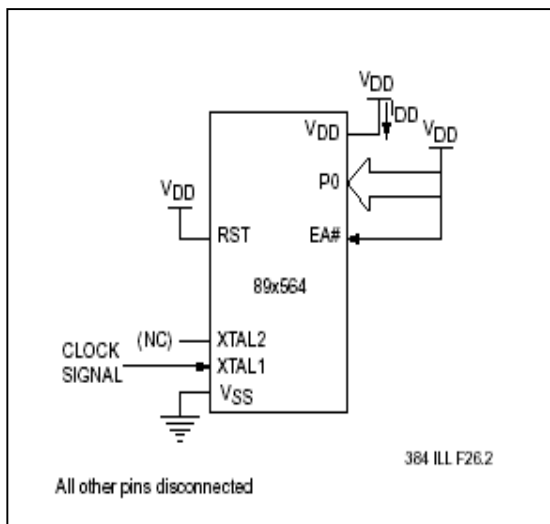 VDD
IDD
VDD
VDD
P0
VDD
RST
EA#
89x564
(NC)
XTAL2
CLOCK
SIGNAL
XTAL1
VSS
384 ILL F26.2
All other pins disconnected